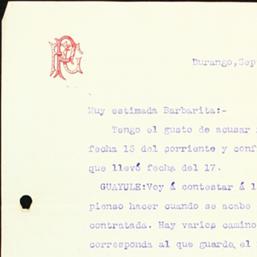 Durango, Sep
Muy estimada Barbarita:-
Tengo el gusto de acusar
fecha 13 del corriente y conf
que llevó fecha del 17.
GUAYULE:Voy á contestar á l
pienso hacer cuando se acabe
contratada. Hay varios camino
corresponda al que guardo, el